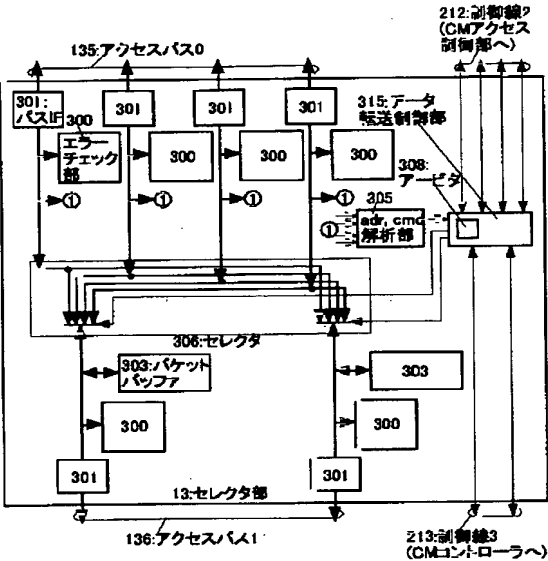 212:制御線2
(CMアクセス
制御部へ)
135:アクセスパス0
301:
パスIF
301
301
301
315:データ
転送制御部
300
エラー
チェック
部
300
300
300
308:
アービタ
①
①
①
①
①
305
adr, cmd
解析部
306:セレクタ
303:パケット
バッファ
303
300
300
301
301
13:セレクタ部
136:アクセスパス1
213:制御線3
(CMコントローラへ)